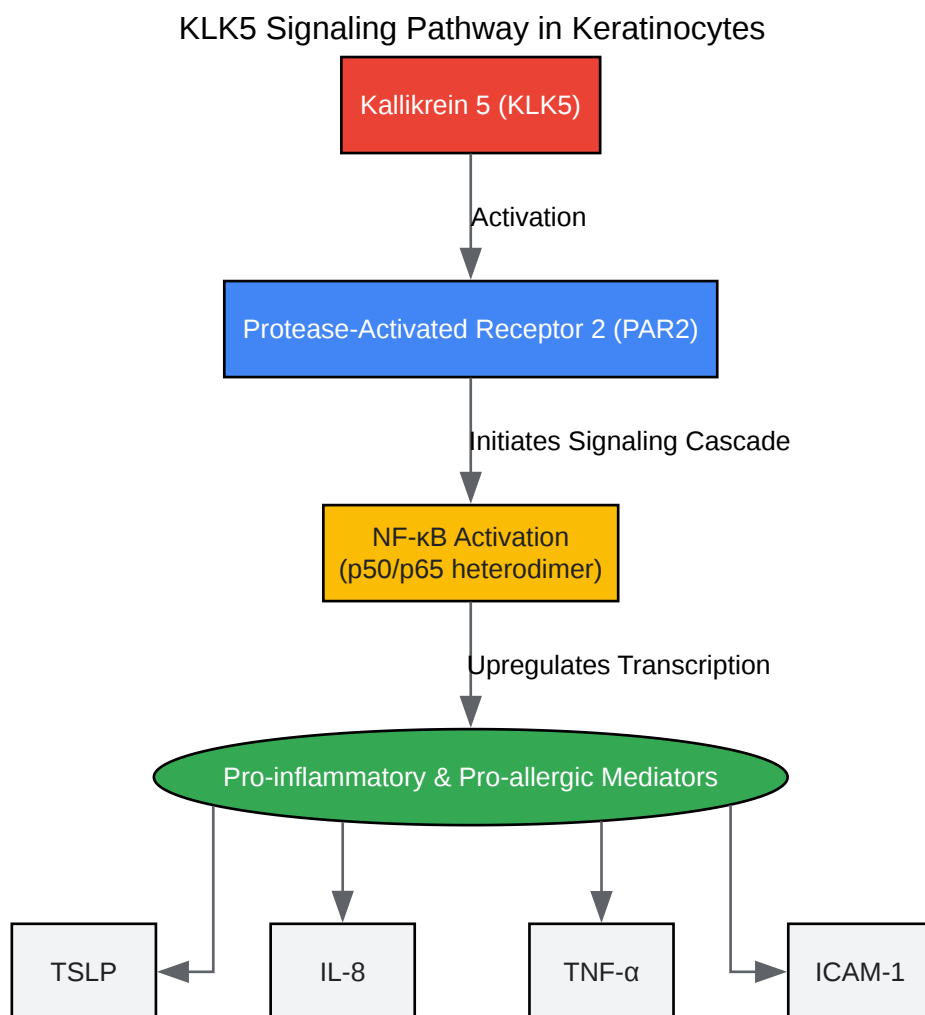 KLK5 Signaling Pathway in Keratinocytes
Kallikrein 5 (KLK5)
Activation
Protease-Activated Receptor 2 (PAR2)
Initiates Signaling Cascade
NF-κB Activation
(p50/p65 heterodimer)
Upregulates Transcription
Pro-inflammatory & Pro-allergic Mediators
TSLP
IL-8
TNF-α
ICAM-1